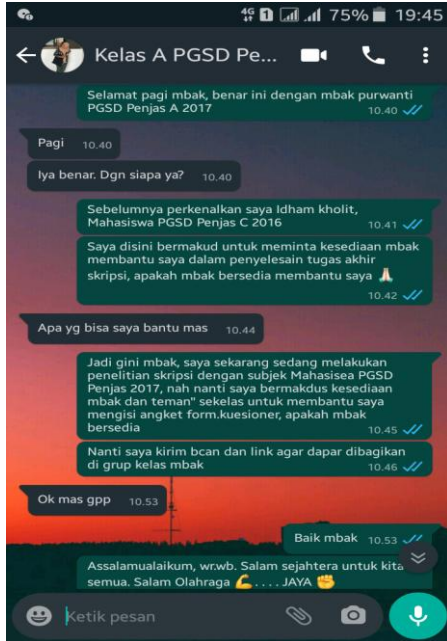 4G 1 75% 19:45
Kelas A PGSD Pe...
Selamat pagi mbak, benar ini dengan mbak purwanti
PGSD Penjas A 2017
10.40
Pagi 10.40
Iya benar. Dgn siapa ya? 10.40
Sebelumnya perkenalkan saya Idham kholit,
Mahasiswa PGSD Penjas C 2016
10.41
Saya disini bermakud untuk meminta kesediaan mbak
membantu saya dalam penyelesain tugas akhir
skripsi, apakah mbak bersedia membantu saya 🙏🏻
10.42
Apa yg bisa saya bantu mas 10.44
Jadi gini mbak, saya sekarang sedang melakukan
penelitian skripsi dengan subjek Mahasisea PGSD
Penjas 2017, nah nanti saya bermakdus kesediaan
mbak dan teman" sekelas untuk membantu saya
mengisi angket form.kuesioner, apakah mbak
bersedia 10.45
Nanti saya kirim bcan dan link agar dapar dibagikan
di grup kelas mbak 10.46
Ok mas gpp 10.53
Baik mbak 10.53
Assalamualaikum, wr.wb. Salam sejahtera untuk kita
semua. Salam Olahraga 💪. . . . JAYA ✊
Ketik pesan